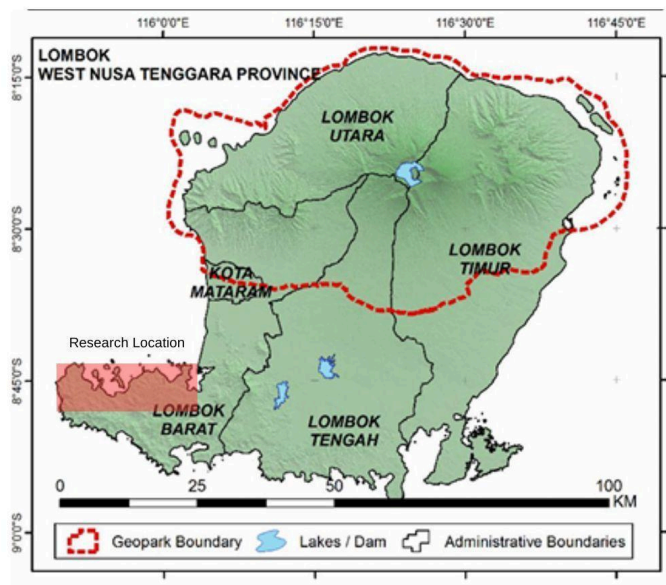 116°0'0"E 116°15'0"E 116°30'0"E 116°45'0"E
LOMBOK
WEST NUSA TENGGARA PROVINCE
8°15'0"S
LOMBOK
UTARA
8°30'0"S
LOMBOK
TIMUR
KOTA
MATARAM
Research Location
8°45'0"S
LOMBOK
BARAT
LOMBOK
TENGAH
0 25 50 100
KM
9°0'0"S
Geopark Boundary Lakes / Dam Administrative Boundaries